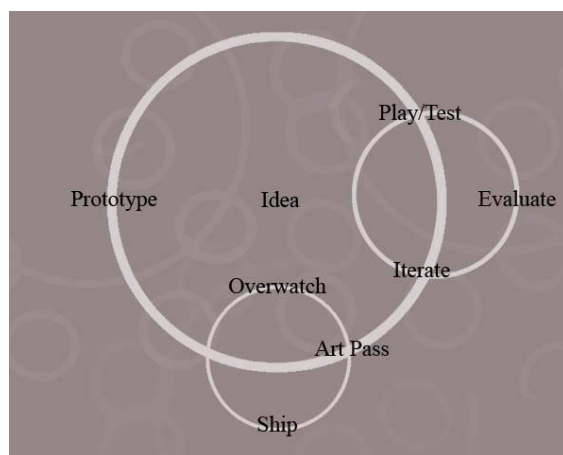 Play/Test
Prototype
Idea
Evaluate
Iterate
Overwatch
Art Pass
Ship